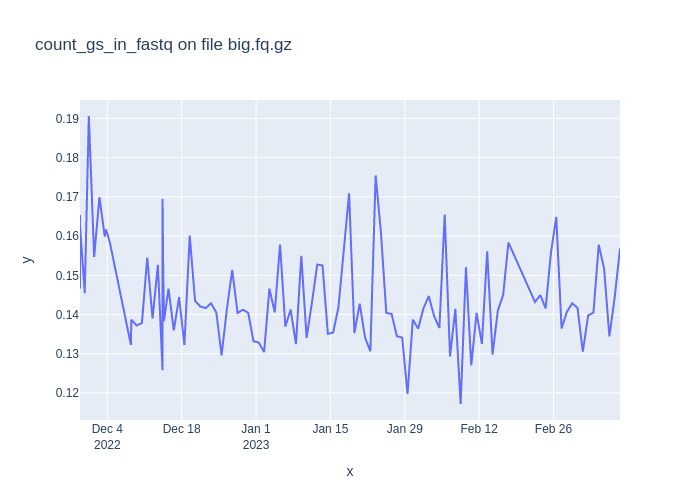 count_gs_in_fastq on file big.fq.gz
0.19
0.18
0.17
0.16
0.15
0.14
0.13
0.12
y
Dec 4
2022
Dec 18
Jan 1
2023
Jan 15
Jan 29
Feb 12
Feb 26
x